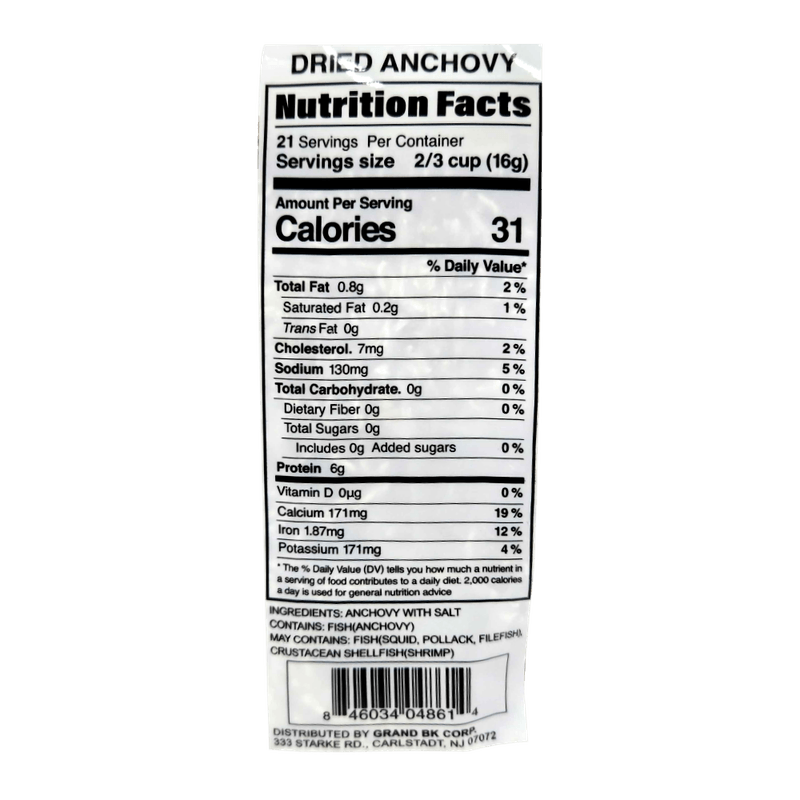 DRIED ANCHOVY
Nutrition Facts
21 Servings Per Container
Servings size 2/3 cup (16g)
Amount Per Serving
Calories 31
% Daily Value*
Total Fat 0.8g 2%
Saturated Fat 0.2g 1%
Trans Fat 0g
Cholesterol. 7mg 2%
Sodium 130mg 5%
Total Carbohydrate. 0g 0%
Dietary Fiber 0g 0%
Total Sugars 0g
Includes 0g Added sugars 0%
Protein 6g
Vitamin D 0µg 0%
Calcium 171mg 19%
Iron 1.87mg 12%
Potassium 171mg 4%
* The % Daily Value (DV) tells you how much a nutrient in
a serving of food contributes to a daily diet. 2,000 calories
a day is used for general nutrition advice
INGREDIENTS: ANCHOVY WITH SALT
CONTAINS: FISH(ANCHOVY)
MAY CONTAINS: FISH(SQUID, POLLACK, FILEFISH),
CRUSTACEAN SHELLFISH(SHRIMP)
8 46034 04861 4
DISTRIBUTED BY GRAND BK CORP.
333 STARKE RD., CARLSTADT, NJ 07072